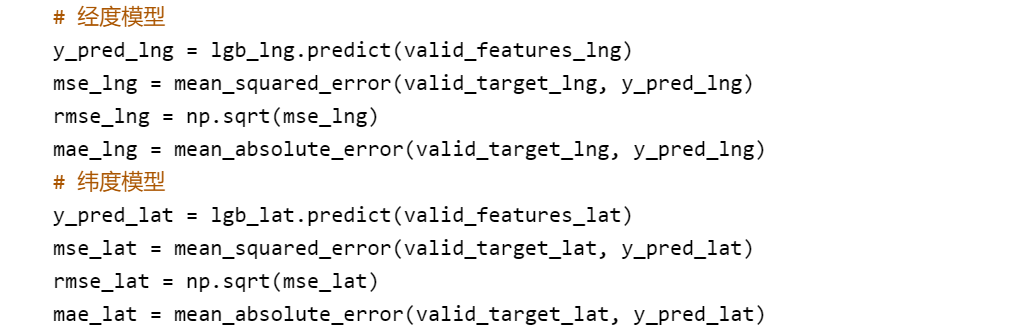 # 经度模型
y_pred_lng = lgb_lng.predict(valid_features_lng)
mse_lng = mean_squared_error(valid_target_lng, y_pred_lng)
rmse_lng = np.sqrt(mse_lng)
mae_lng = mean_absolute_error(valid_target_lng, y_pred_lng)
# 纬度模型
y_pred_lat = lgb_lat.predict(valid_features_lat)
mse_lat = mean_squared_error(valid_target_lat, y_pred_lat)
rmse_lat = np.sqrt(mse_lat)
mae_lat = mean_absolute_error(valid_target_lat, y_pred_lat)